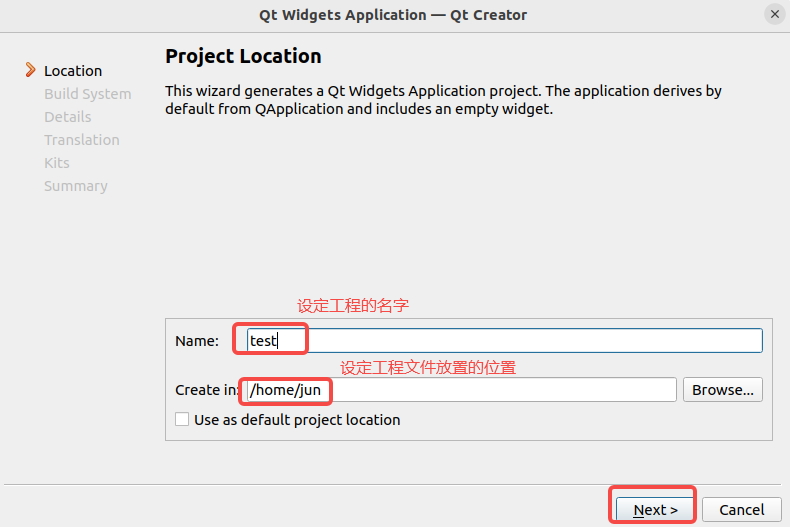 Qt Widgets Application — Qt Creator
Location
Build System
Details
Translation
Kits
Summary
Project Location
This wizard generates a Qt Widgets Application project. The application derives by
default from QApplication and includes an empty widget.
设定工程的名字
Name: test
设定工程文件放置的位置
Create in: /home/jun Browse...
Use as default project location
Next > Cancel